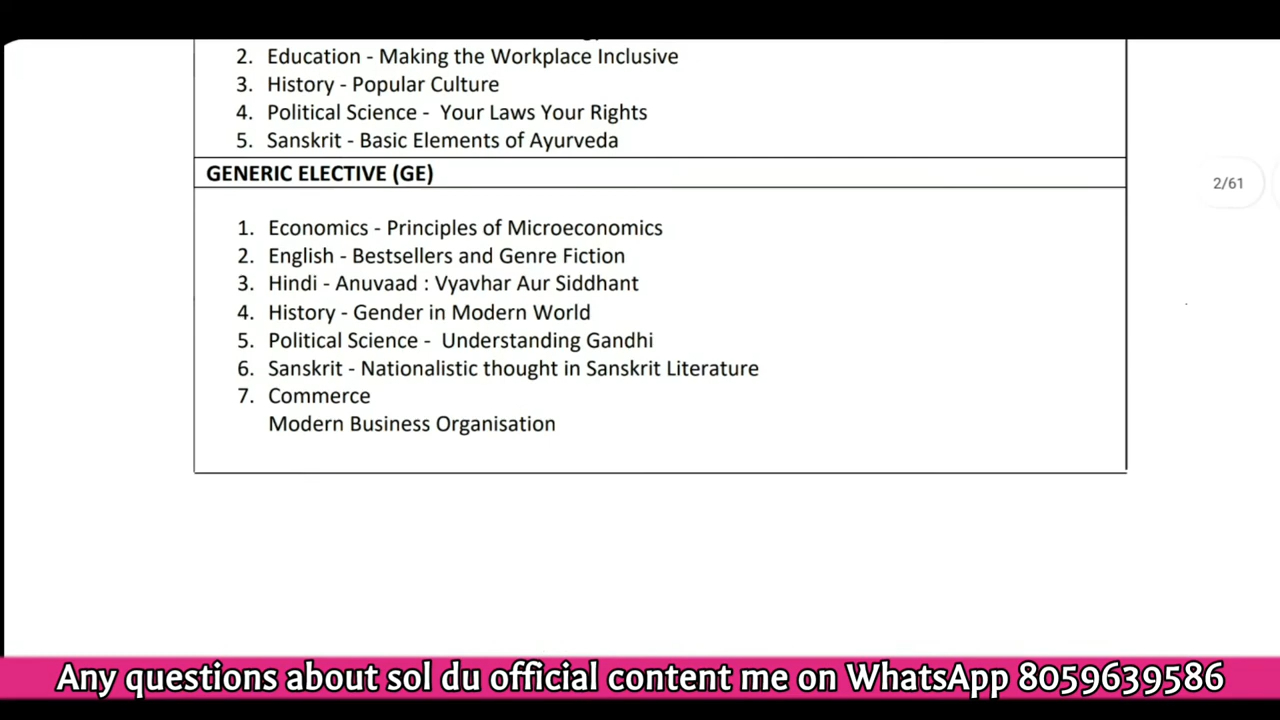 2. Education - Making the Workplace Inclusive
3. History - Popular Culture
4. Political Science - Your Laws Your Rights
5. Sanskrit - Basic Elements of Ayurveda
GENERIC ELECTIVE (GE)
2/61
1. Economics - Principles of Microeconomics
2. English - Bestsellers and Genre Fiction
3. Hindi - Anuvaad : Vyavhar Aur Siddhant
4. History - Gender in Modern World
5. Political Science - Understanding Gandhi
6. Sanskrit - Nationalistic thought in Sanskrit Literature
7. Commerce
Modern Business Organisation
Any questions about sol du official content me on WhatsApp 8059639586